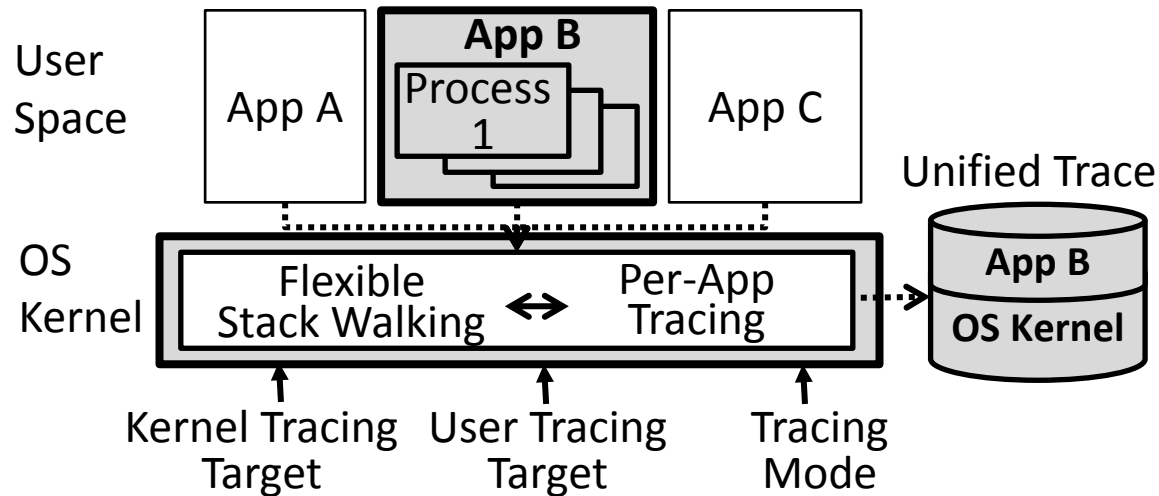 User
Space
App A
App B
Process
1
App C
Unified Trace
OS
Kernel
Flexible
Stack Walking
Per-App
Tracing
App B
OS Kernel
Kernel Tracing
Target
User Tracing
Target
Tracing
Mode